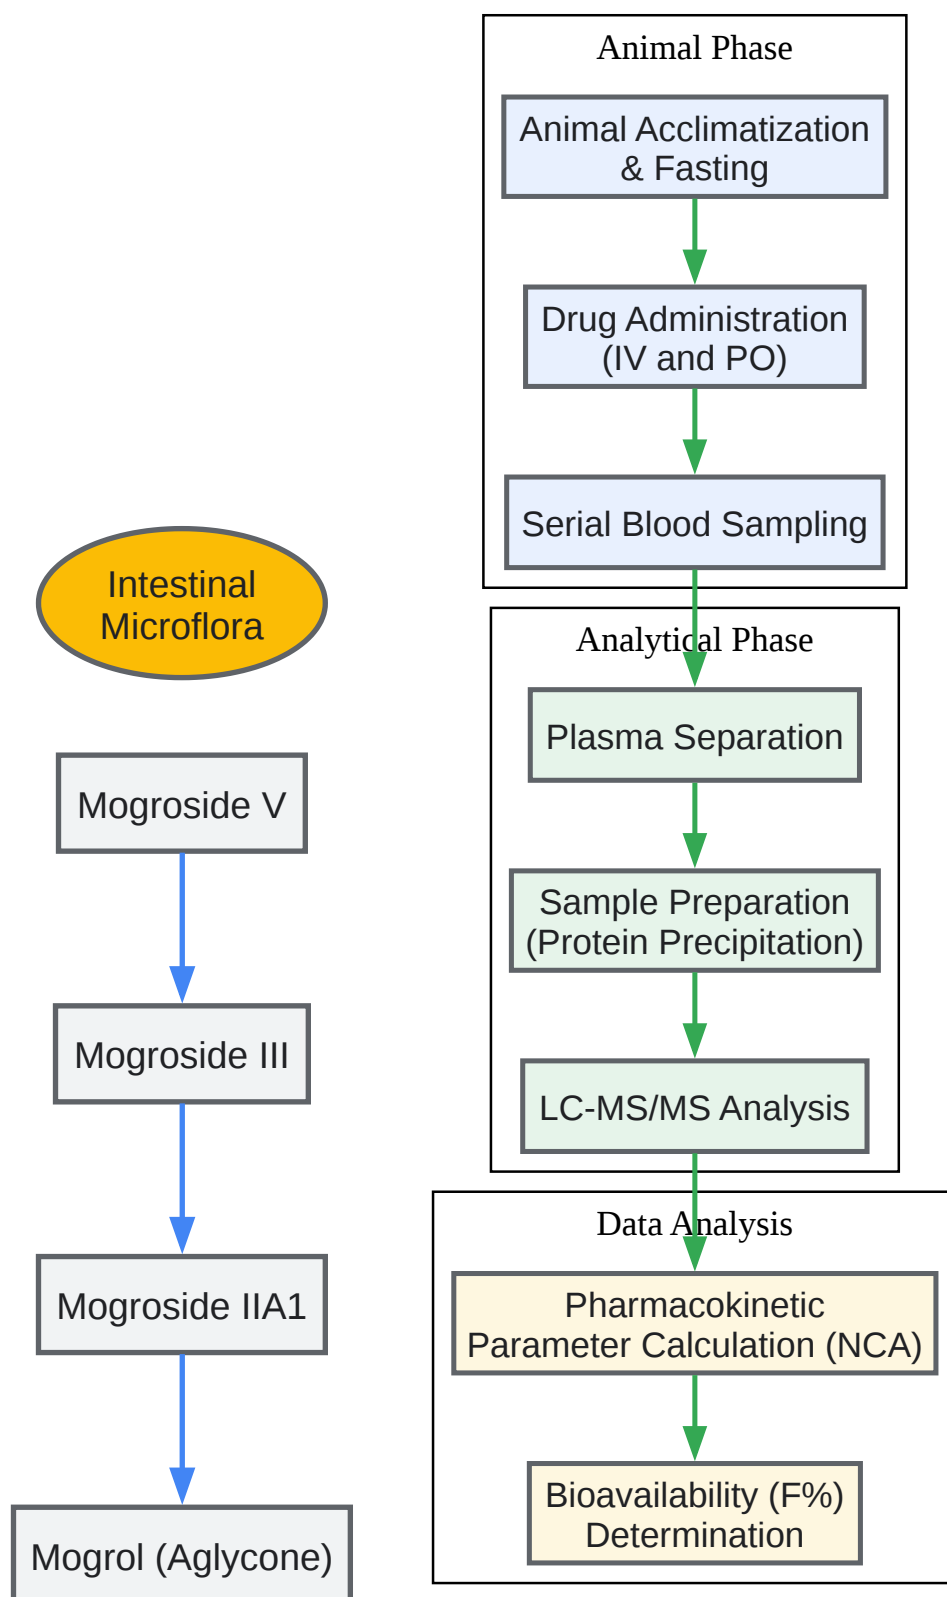 Intestinal
Microflora
Mogroside V
Mogroside III
Mogroside IIA1
Mogrol (Aglycone)
Animal Phase
Animal Acclimatization
& Fasting
Drug Administration
(IV and PO)
Serial Blood Sampling
Analytical Phase
Plasma Separation
Sample Preparation
(Protein Precipitation)
LC-MS/MS Analysis
Data Analysis
Pharmacokinetic
Parameter Calculation (NCA)
Bioavailability (F%)
Determination